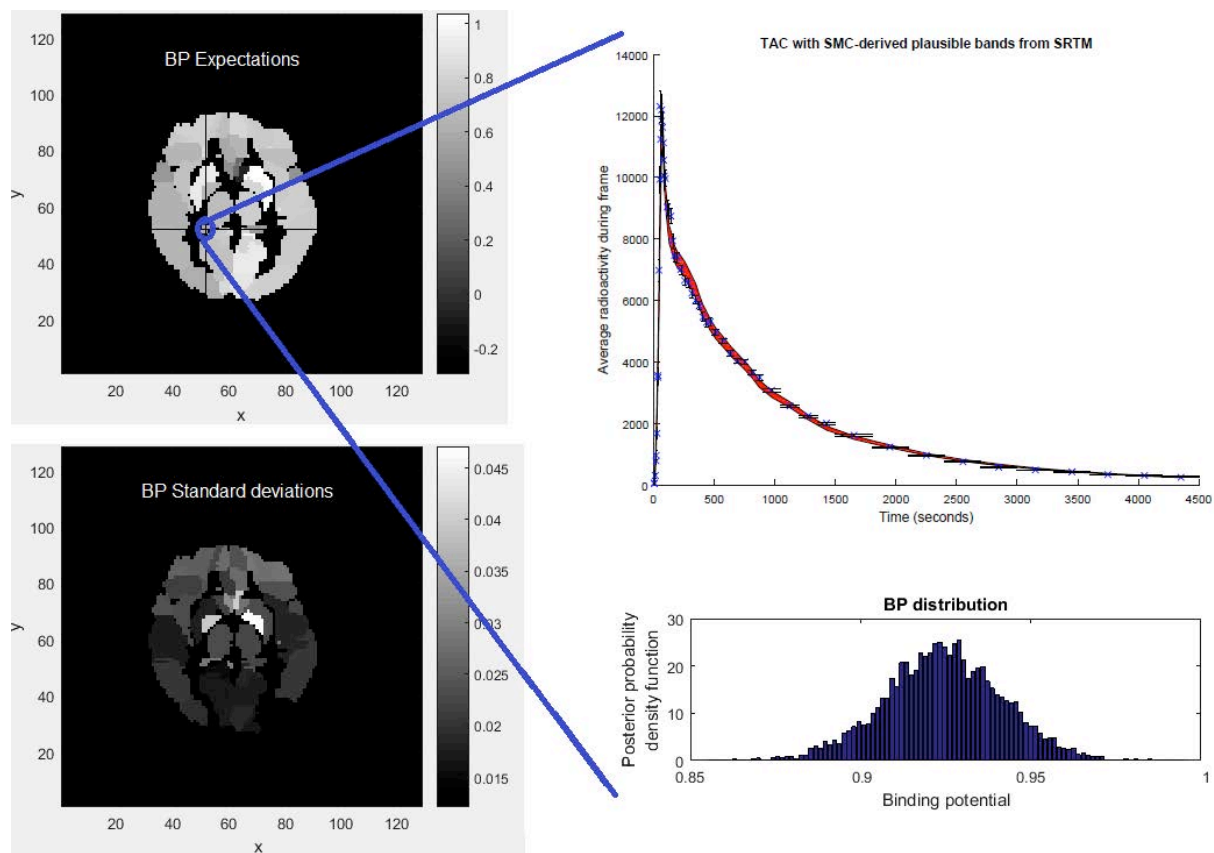 BP Expectations
120
100
80
60
40
20
y
20 40 60 80 100 120
x
1
0.8
0.6
0.4
0.2
0
-0.2
TAC with SMC-derived plausible bands from SRTM
Average radioactivity during frame
14000
12000
10000
8000
6000
4000
2000
0
0 500 1000 1500 2000 2500 3000 3500 4000 4500
Time (seconds)
BP Standard deviations
120
100
80
60
40
20
y
20 40 60 80 100 120
x
0.045
0.04
0.035
0.03
0.025
0.02
0.015
BP distribution
Posterior probability
density function
30
20
10
0
0.85 0.9 0.95 1
Binding potential